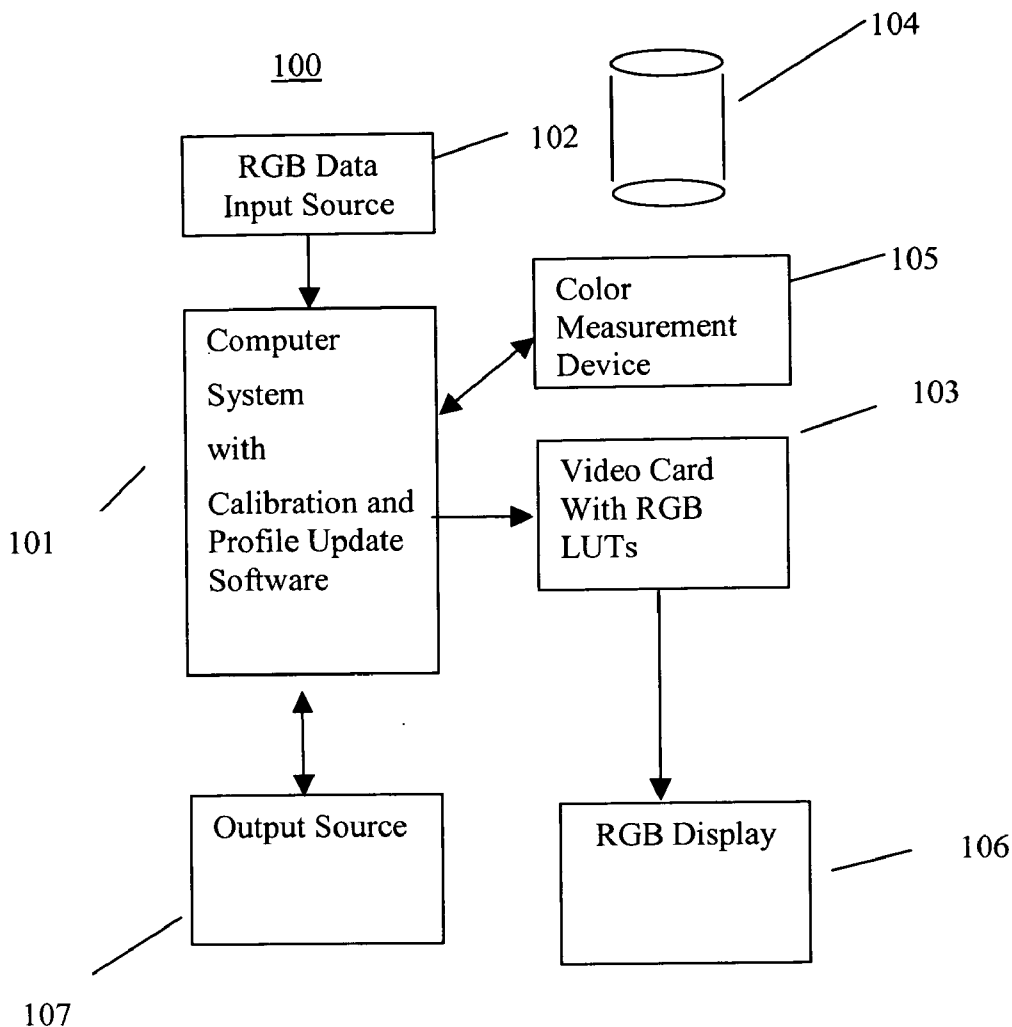 104
100
102
RGB Data
Input Source
105
Color
Measurement
Device
Computer
System
with
Calibration and
Profile Update
Software
103
Video Card
With RGB
LUTs
101
Output Source
RGB Display
106
107